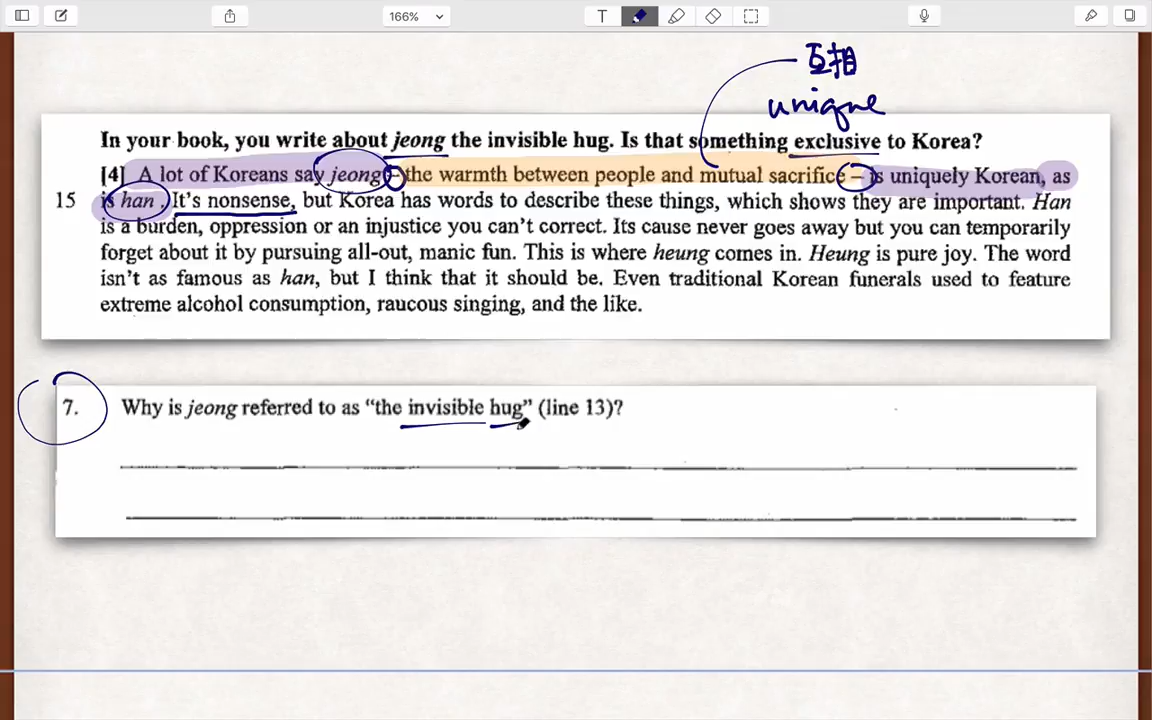 166%
T
互相
unique
In your book, you write about jeong the invisible hug. Is that something exclusive to Korea?
[4] A lot of Koreans say jeong – the warmth between people and mutual sacrifice – is uniquely Korean, as
15 is han . It's nonsense, but Korea has words to describe these things, which shows they are important. Han
is a burden, oppression or an injustice you can't correct. Its cause never goes away but you can temporarily
forget about it by pursuing all-out, manic fun. This is where heung comes in. Heung is pure joy. The word
isn't as famous as han, but I think that it should be. Even traditional Korean funerals used to feature
extreme alcohol consumption, raucous singing, and the like.
7. Why is jeong referred to as “the invisible hug” (line 13)?